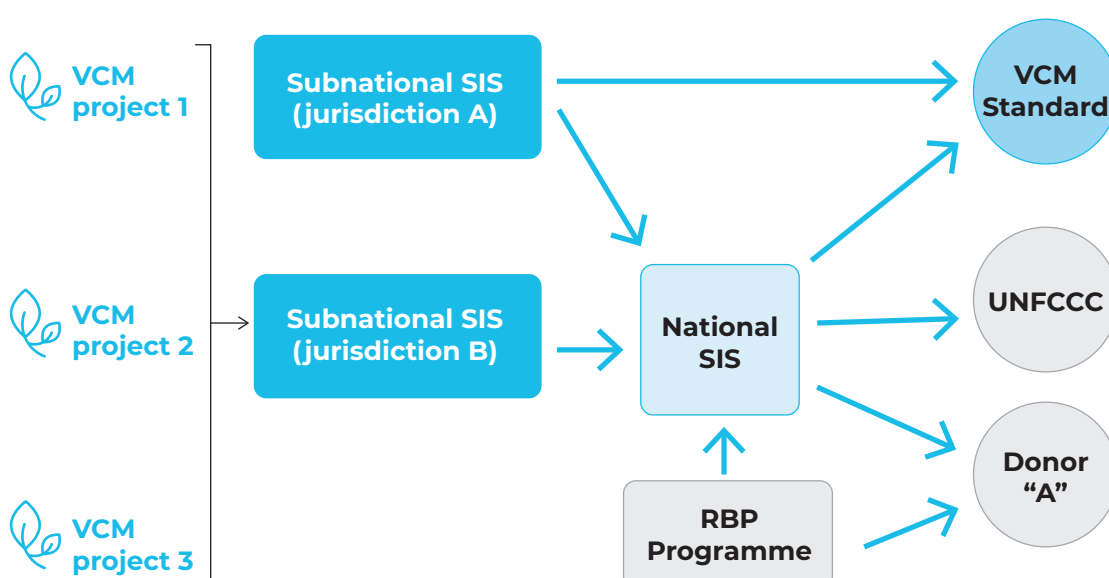 VCM
project 1
Subnational SIS
(jurisdiction A)
VCM
Standard
VCM
project 2
Subnational SIS
(jurisdiction B)
National
SIS
UNFCCC
Donor
“A”
VCM
project 3
RBP
Programme